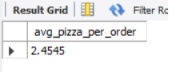 Result Grid Filter Ro
avg_pizza_per_order
2.4545